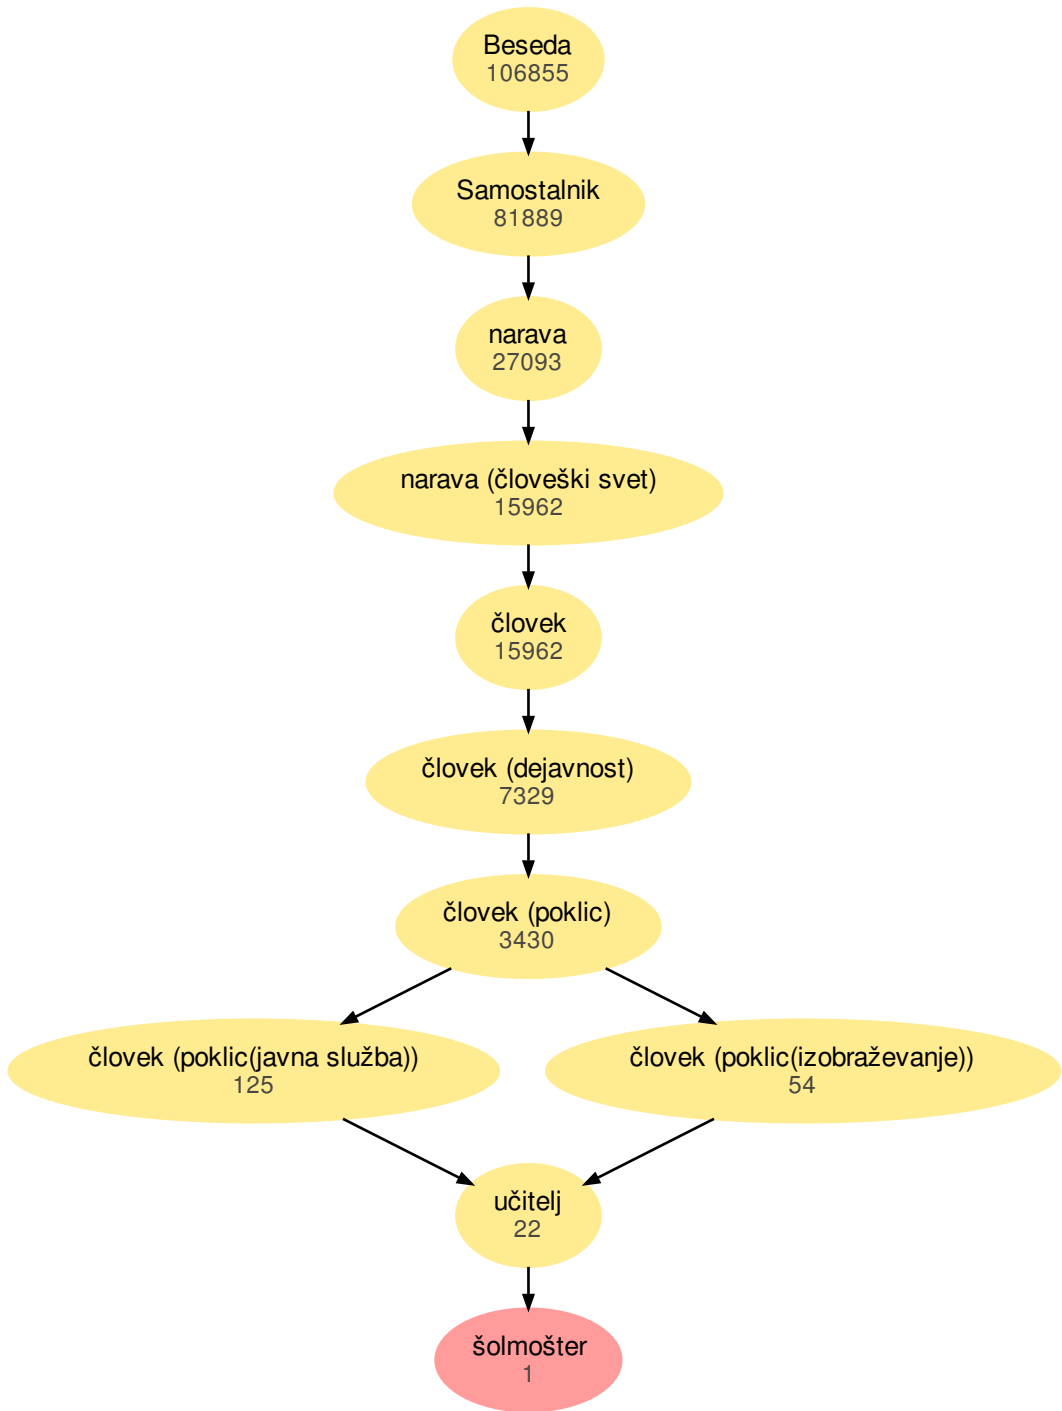 Beseda
106855
Samostalnik
81889
narava
27093
narava (človeški svet)
15962
človek
15962
človek (dejavnost)
7329
človek (poklic)
3430
človek (poklic(javna služba))
125
človek (poklic(izobraževanje))
54
učitelj
22
šolmošter
1